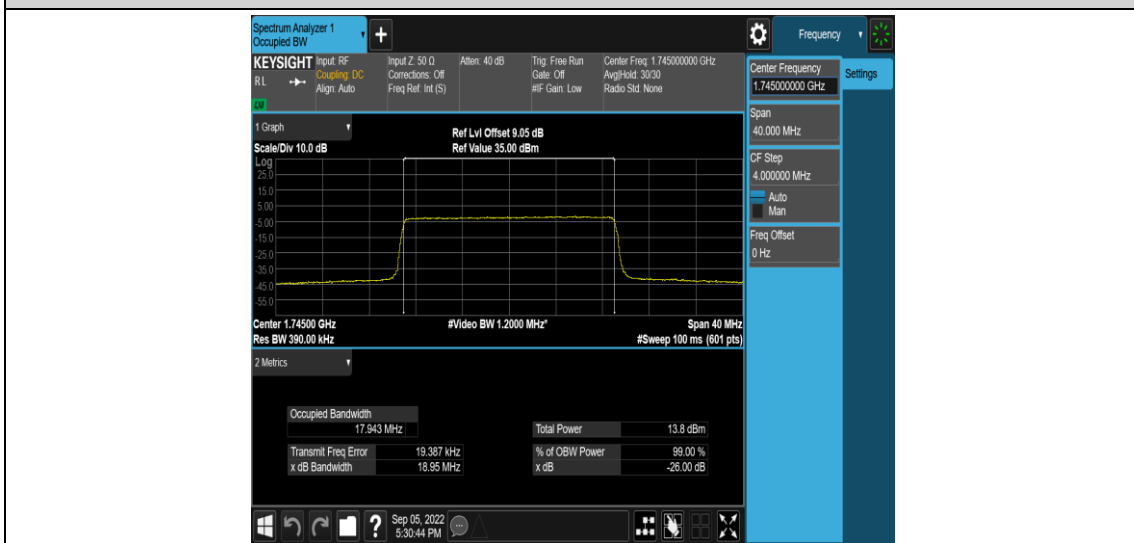 Spectrum Analyzer 1
Occupied BW
+
Frequency
KEYSIGHT Input: RF Input Z: 50 Ω Atten: 40 dB Trig: Free Run Center Freq: 1.745000000 GHz
RL Coupling: DC Corrections: Off Gate: Off Avg|Hold: 30/30
Align: Auto Freq Ref: Int (S) #IF Gain: Low Radio Std: None
Center Frequency
1.745000000 GHz
Settings
Span
40.000 MHz
CF Step
4.000000 MHz
Auto
Man
Freq Offset
0 Hz
1 Graph
Ref Lvl Offset 9.05 dB
Scale/Div 10.0 dB Ref Value 35.00 dBm
Log
25.0
15.0
5.00
-5.00
-15.0
-25.0
-35.0
-45.0
-55.0
Center 1.74500 GHz #Video BW 1.2000 MHz* Span 40 MHz
Res BW 390.00 kHz #Sweep 100 ms (601 pts)
2 Metrics
Occupied Bandwidth
17.943 MHz Total Power 13.8 dBm
Transmit Freq Error 19.387 kHz % of OBW Power 99.00 %
x dB Bandwidth 18.95 MHz x dB -26.00 dB
? Sep 05, 2022
5:30:44 PM